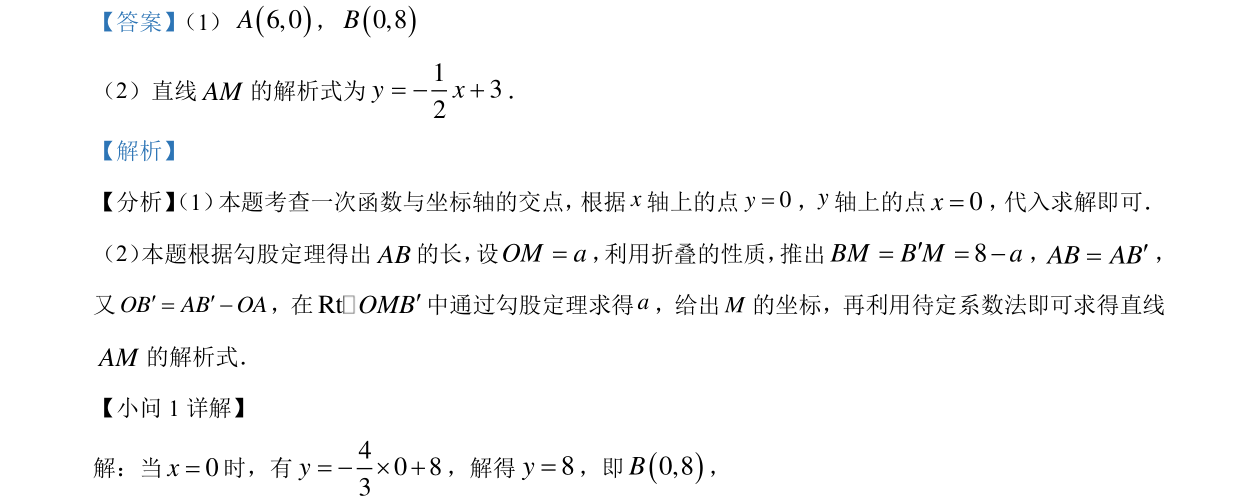 【答案】（1）A(6,0)，B(0,8)
（2）直线 AM 的解析式为 y = -\frac{1}{2}x+3．
【解析】
【分析】（1）本题考查一次函数与坐标轴的交点，根据 x 轴上的点 y=0，y 轴上的点 x=0，代入求解即可．
（2）本题根据勾股定理得出 AB 的长，设 OM = a，利用折叠的性质，推出 BM = B′M = 8-a，AB = AB′，
又 OB′ = AB′ - OA，在 Rt□OMB′ 中通过勾股定理求得 a，给出 M 的坐标，再利用待定系数法即可求得直线
AM 的解析式．
【小问 1 详解】
解：当 x=0 时，有 y = -\frac{4}{3}×0+8，解得 y=8，即 B(0,8)，